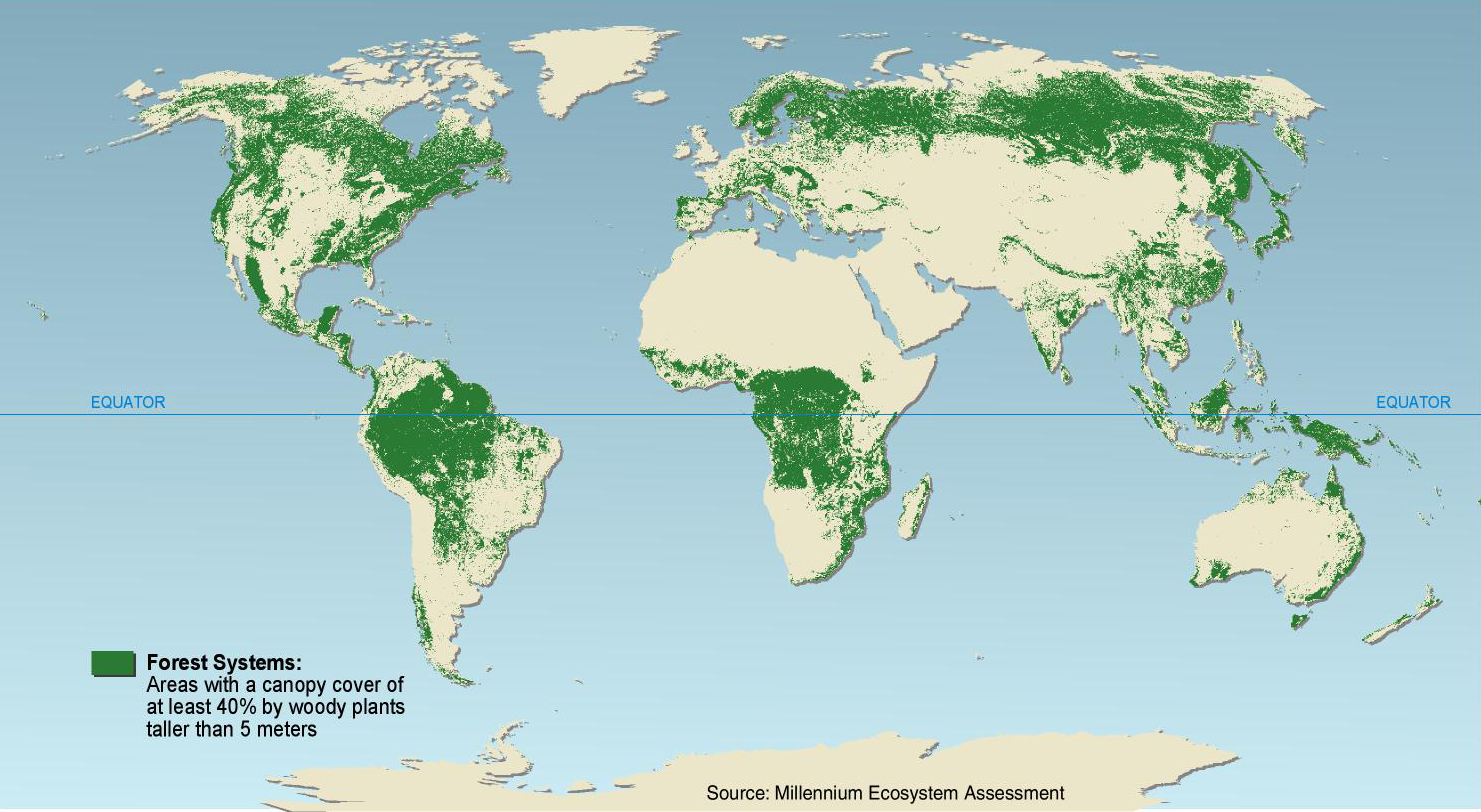 EQUATOR
EQUATOR
Forest Systems:
Areas with a canopy cover of
at least 40% by woody plants
taller than 5 meters
Source: Millennium Ecosystem Assessment